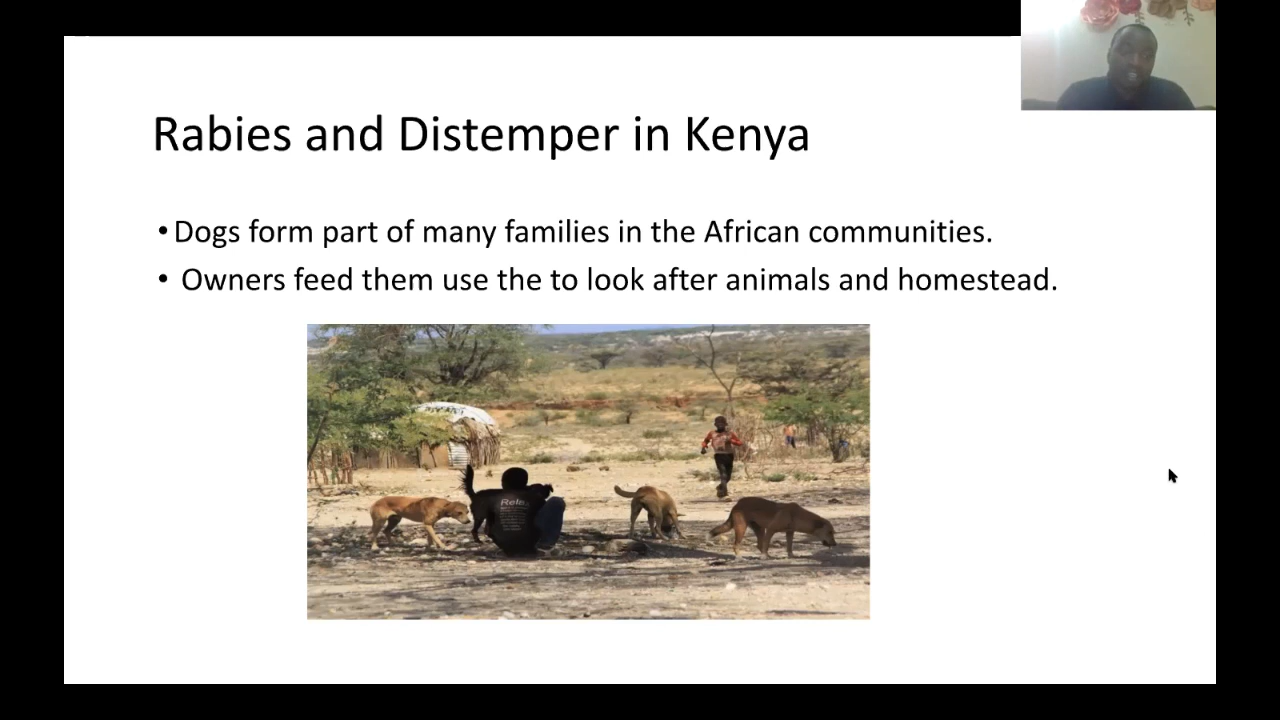 Rabies and Distemper in Kenya
•Dogs form part of many families in the African communities.
• Owners feed them use the to look after animals and homestead.